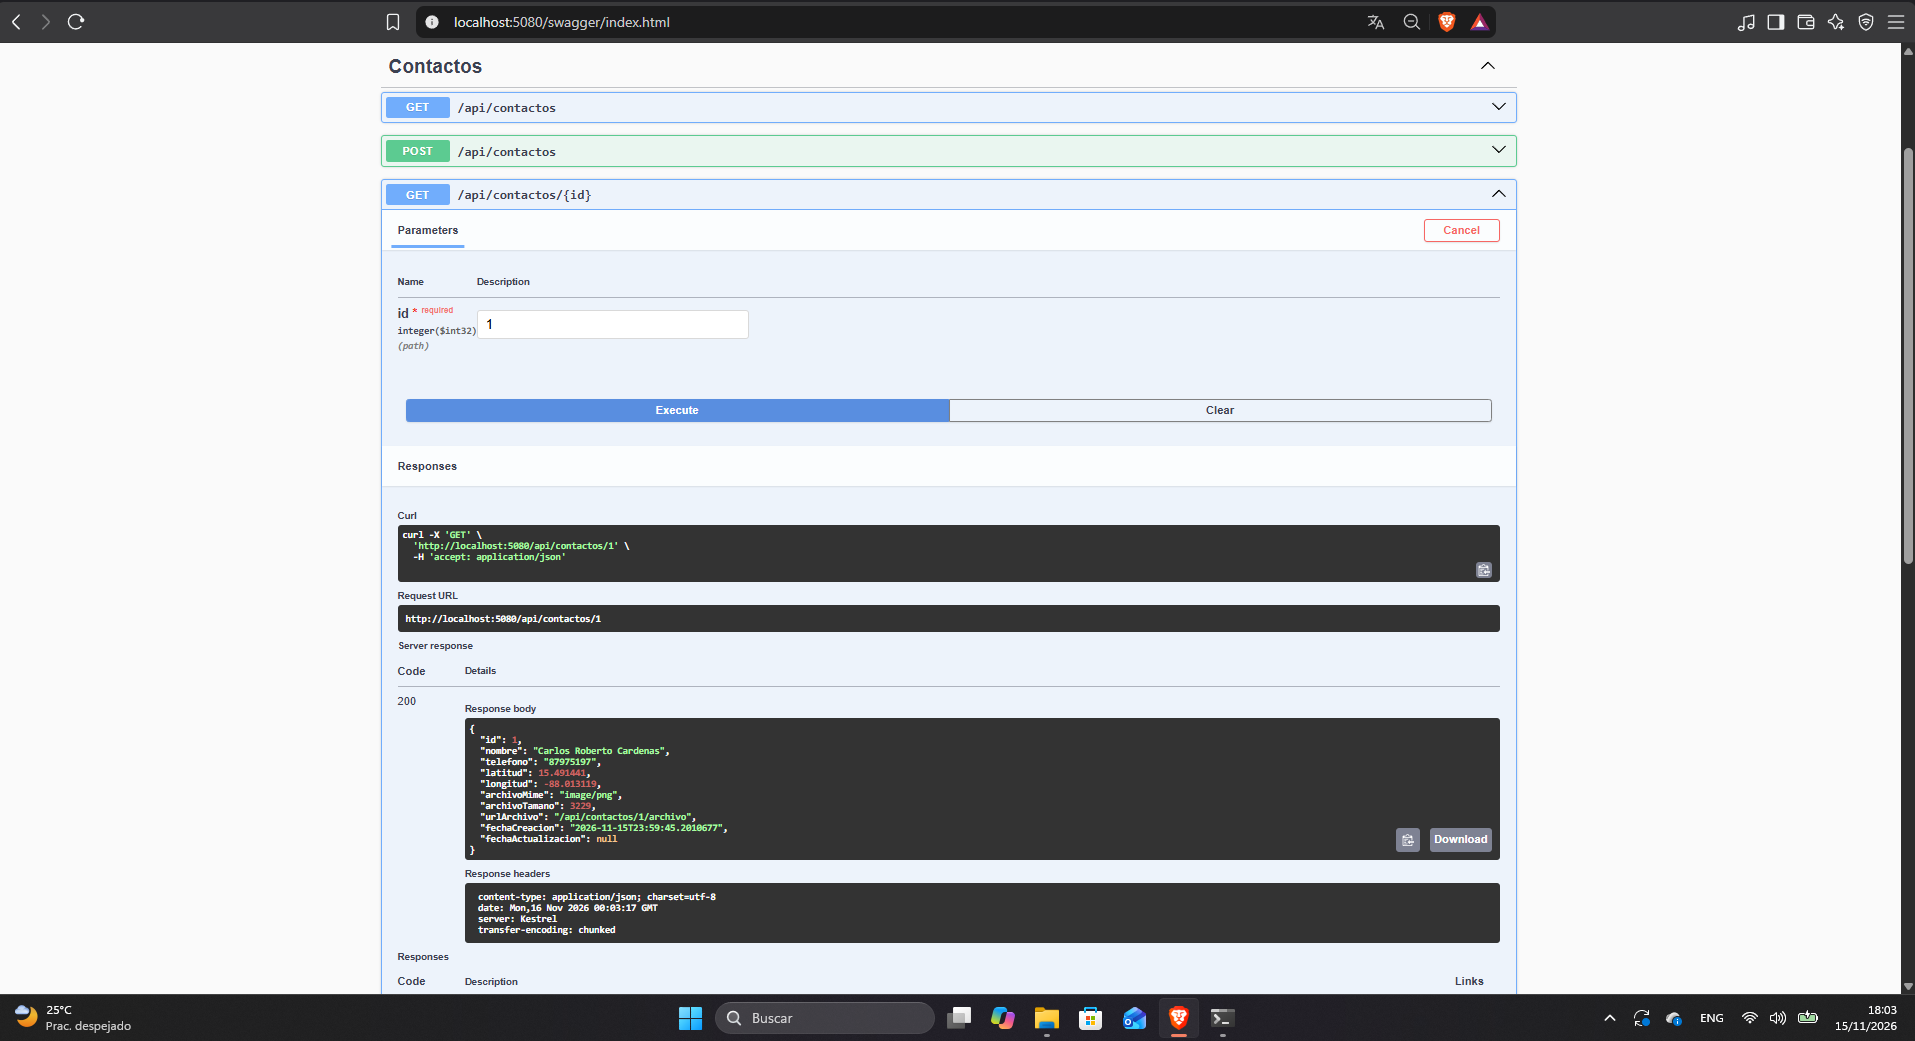 localhost:5080/swagger/index.html
Contactos
GET /api/contactos
POST /api/contactos
GET /api/contactos/{id}
Parameters
Cancel
Name Description
id * required
integer($int32)
(path)
1
Execute Clear
Responses
Curl
curl -X 'GET' \
'http://localhost:5080/api/contactos/1' \
-H 'accept: application/json'
Request URL
http://localhost:5080/api/contactos/1
Server response
Code Details
200
Response body
{
"id": 1,
"nombre": "Carlos Roberto Cardenas",
"telefono": "87975197",
"latitud": 15.491441,
"longitud": -88.013119,
"archivoMime": "image/png",
"archivoTamano": 3229,
"urlArchivo": "/api/contactos/1/archivo",
"fechaCreacion": "2026-11-15T23:59:45.2010677",
"fechaActualizacion": null
}
Download
Response headers
content-type: application/json; charset=utf-8
date: Mon,16 Nov 2026 00:03:17 GMT
server: Kestrel
transfer-encoding: chunked
Responses
Code Description Links
25°C
Prac. despejado
Buscar
ENG
18:03
15/11/2026